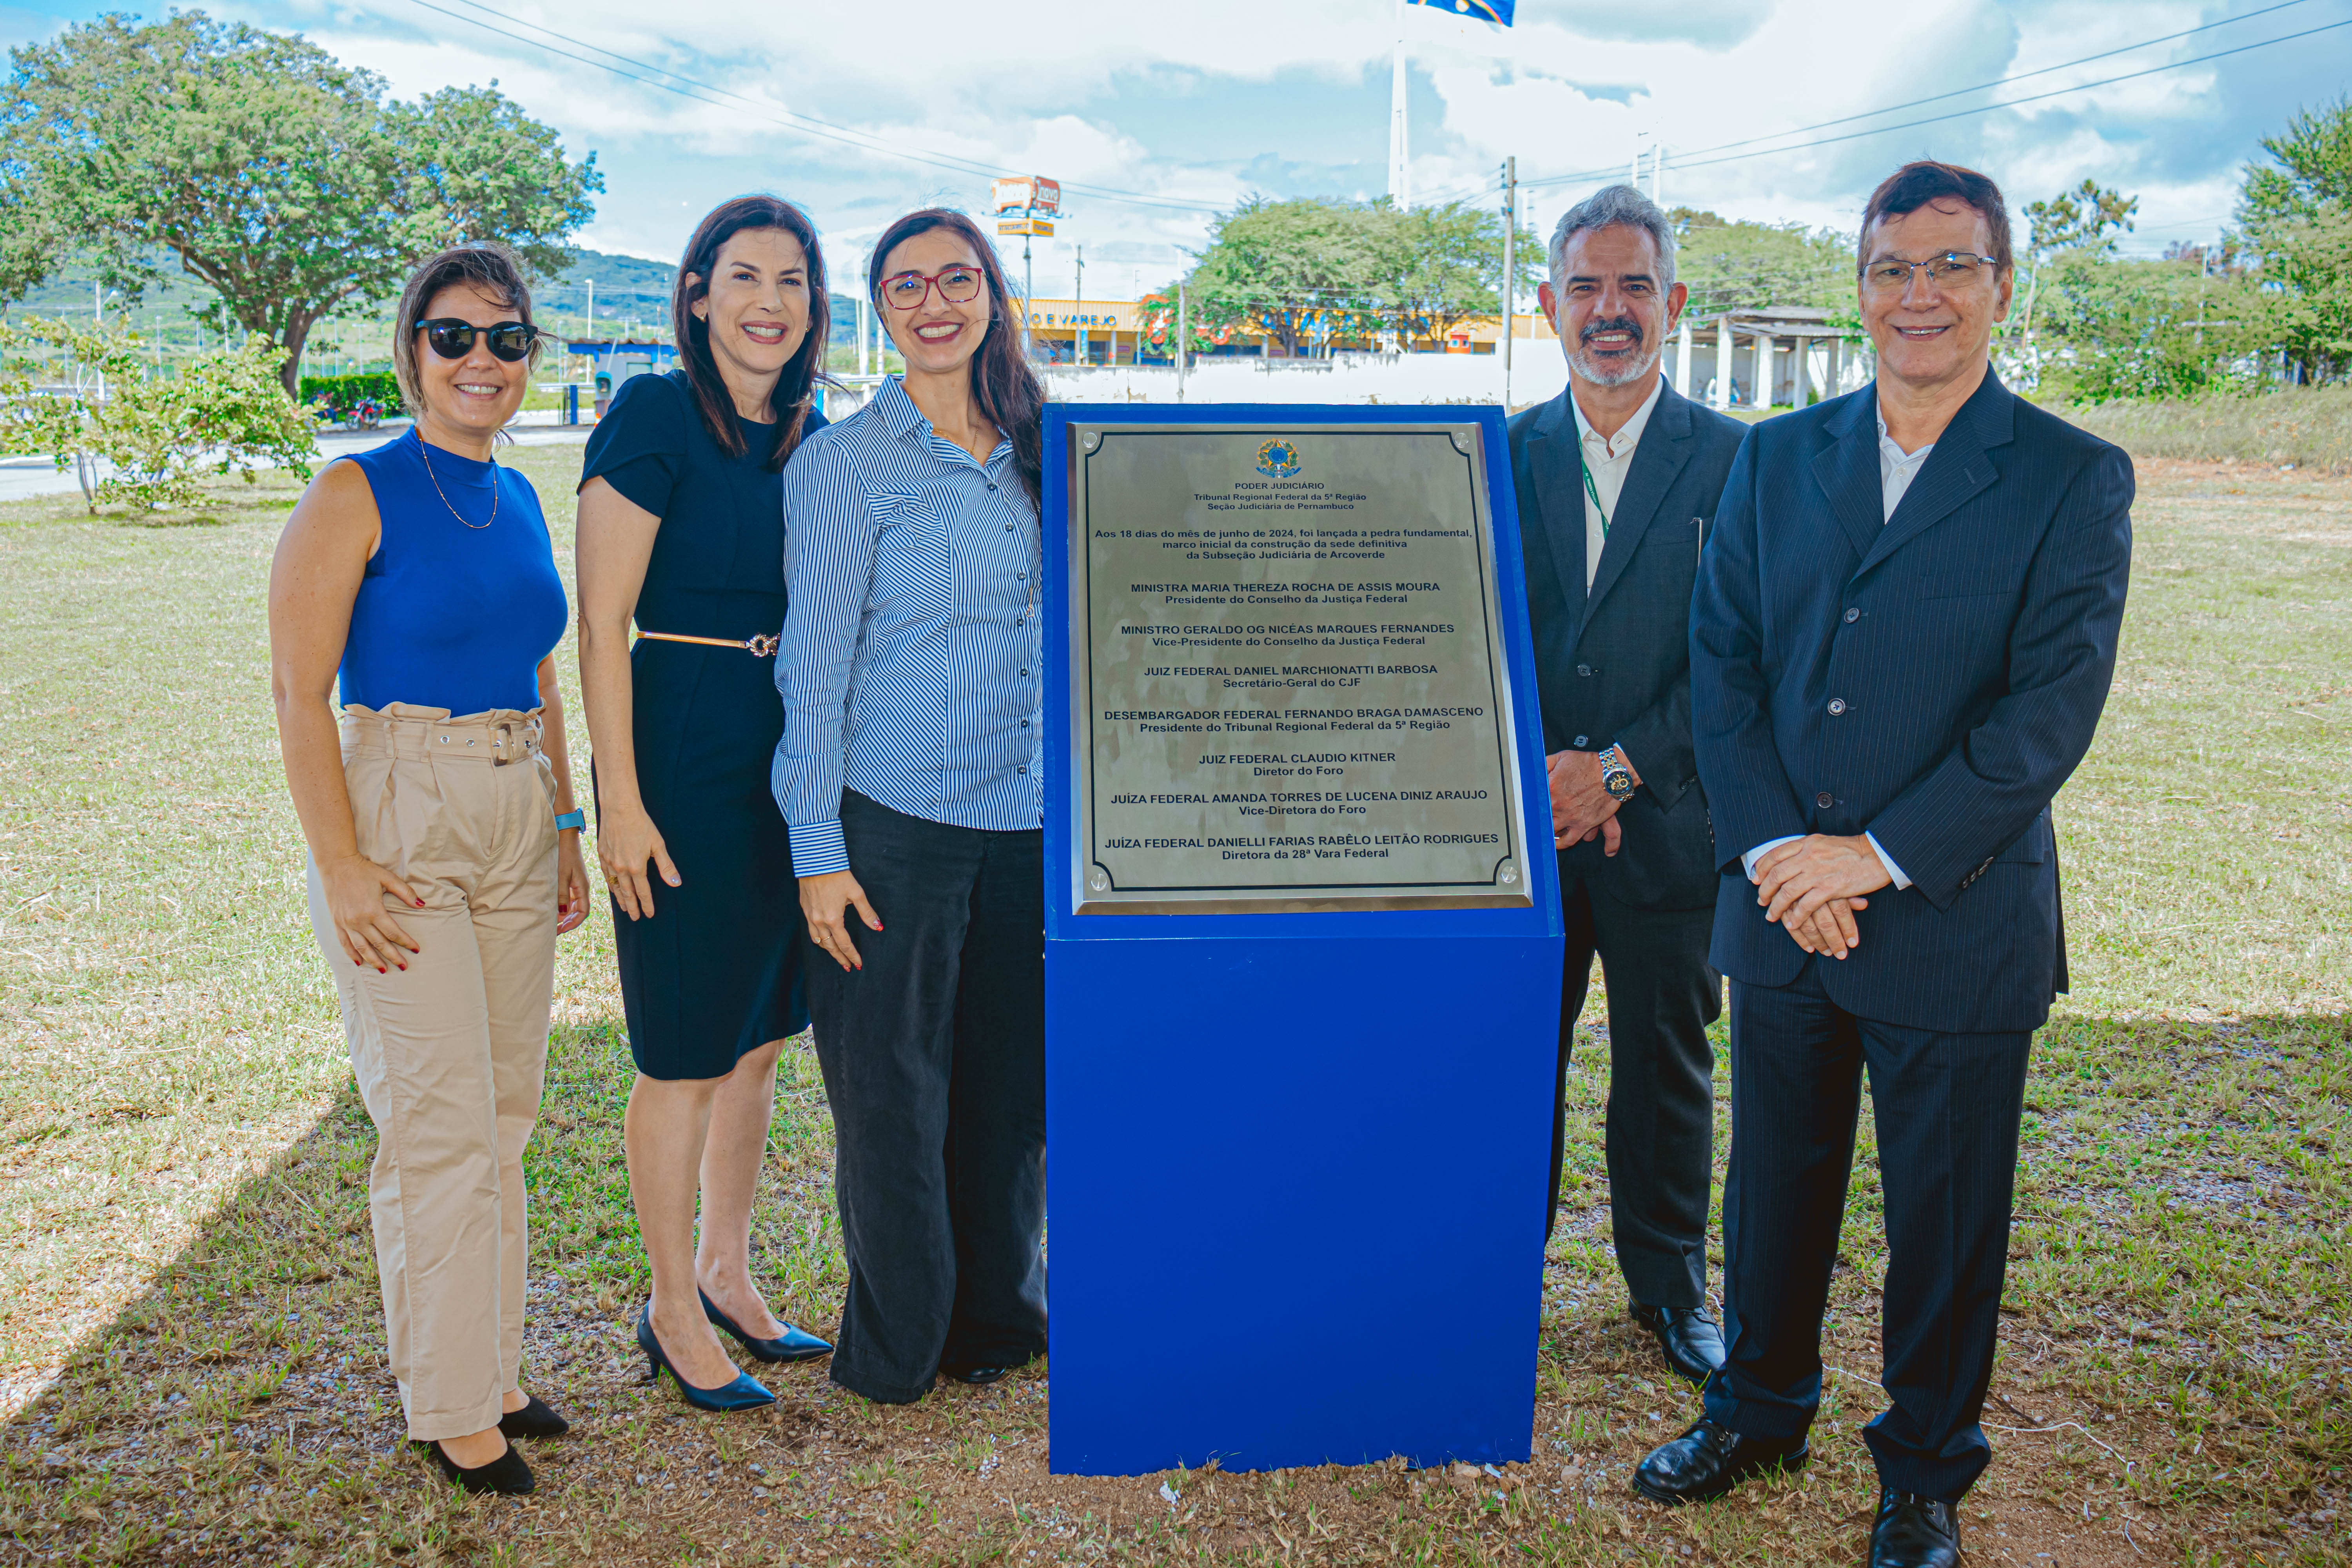 PODER JUDICIÁRIO
Tribunal Regional Federal da 5ª Região
Seção Judiciária de Pernambuco
Aos 18 dias do mês de junho de 2024, foi lançada a pedra fundamental,
marco inicial da construção da sede definitiva
da Subseção Judiciária de Arcoverde
MINISTRA MARIA THEREZA ROCHA DE ASSIS MOURA
Presidente do Conselho da Justiça Federal
MINISTRO GERALDO OG NICÉAS MARQUES FERNANDES
Vice-Presidente do Conselho da Justiça Federal
JUIZ FEDERAL DANIEL MARCHIONATTI BARBOSA
Secretário-Geral do CJF
DESEMBARGADOR FEDERAL FERNANDO BRAGA DAMASCENO
Presidente do Tribunal Regional Federal da 5ª Região
JUIZ FEDERAL CLAUDIO KITNER
Diretor do Foro
JUÍZA FEDERAL AMANDA TORRES DE LUCENA DINIZ ARAUJO
Vice-Diretora do Foro
JUÍZA FEDERAL DANIELLI FARIAS RABÊLO LEITÃO RODRIGUES
Diretora da 28ª Vara Federal
E VAREJO